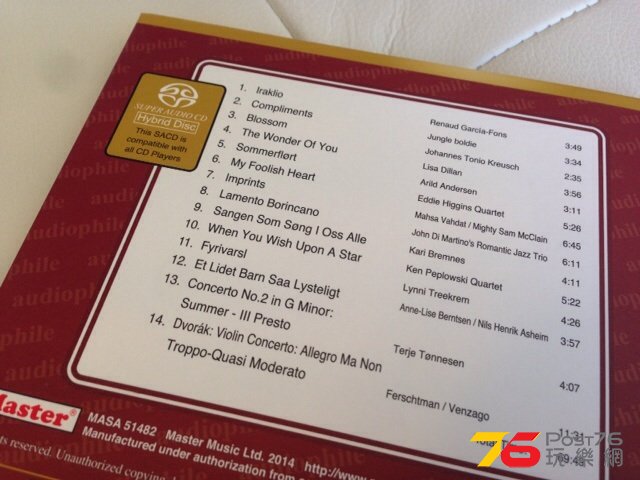 audiophile
SUPER AUDIO CD
Hybrid Disc
This SACD is
compatible with
all CD Players
1. Iraklio Renaud García-Fons 3:49
2. Compliments Jungle boldie 3:34
3. Blossom Johannes Tonio Kreusch 2:35
4. The Wonder Of You Lisa Dillan 3:56
5. Sommerflørt Arild Andersen 3:11
6. My Foolish Heart Eddie Higgins Quartet 5:26
7. Imprints Mahsa Vahdat / Mighty Sam McClain 6:45
8. Lamento Borincano John Di Martino's Romantic Jazz Trio 6:11
9. Sangen Som Søng I Oss Alle Kari Bremnes 4:11
10. When You Wish Upon A Star Ken Peplowski Quartet 5:22
11. Fyrivarsl Lynni Treekrem 4:26
12. Et Lidet Barn Saa Lysteligt Anne-Lise Berntsen / Nils Henrik Asheim 3:57
13. Concerto No.2 in G Minor:
Summer - III Presto Terje Tønnesen 4:07
14. Dvorák: Violin Concerto: Allegro Ma Non
Troppo-Quasi Moderato Ferschtman / Venzago
Master®
MASA 51482 Master Music Ltd. 2014 http://www
Manufactured under authorization from
reserved. Unauthorized copying
76 POST76
玩樂網